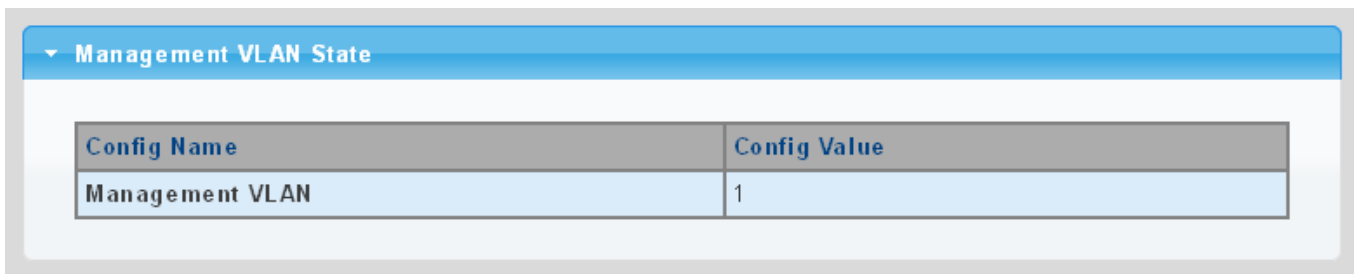 Management VLAN State
Config Name Config Value
Management VLAN 1